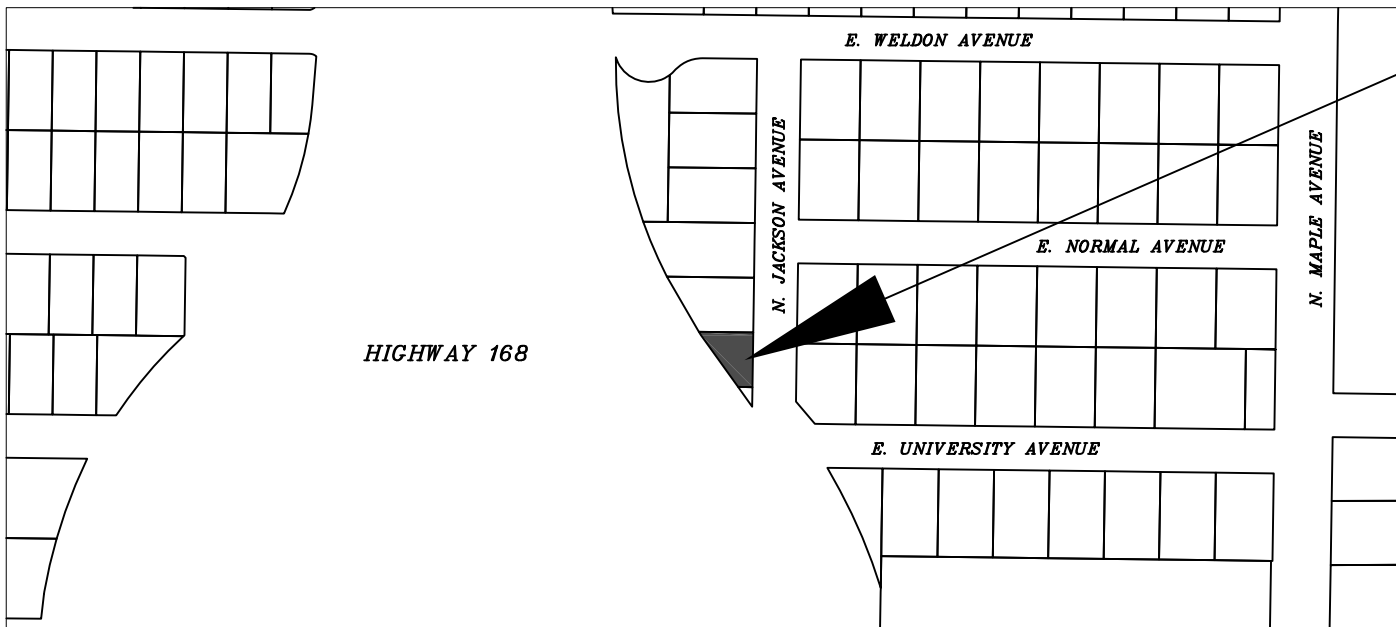 E. WELDON AVENUE
N. JACKSON AVENUE
N. MAPLE AVENUE
E. NORMAL AVENUE
HIGHWAY 168
E. UNIVERSITY AVENUE